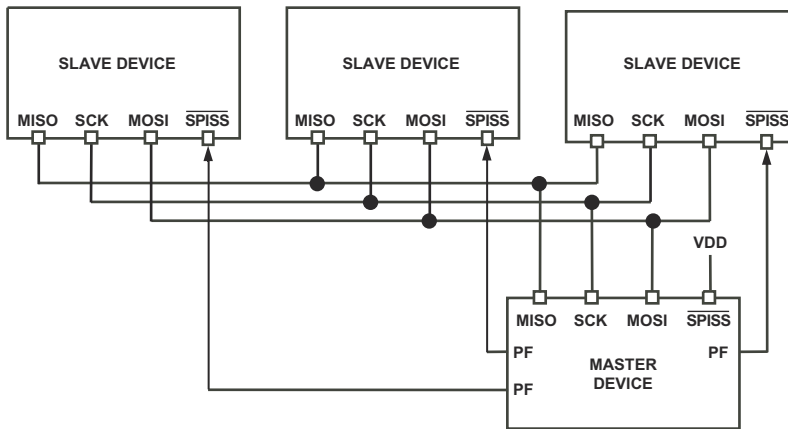 SLAVE DEVICE
MISO SCK MOSI SPISS
SLAVE DEVICE
MISO SCK MOSI SPISS
SLAVE DEVICE
MISO SCK MOSI SPISS
VDD
MISO SCK MOSI SPISS
PF
PF
MASTER
DEVICE
PF